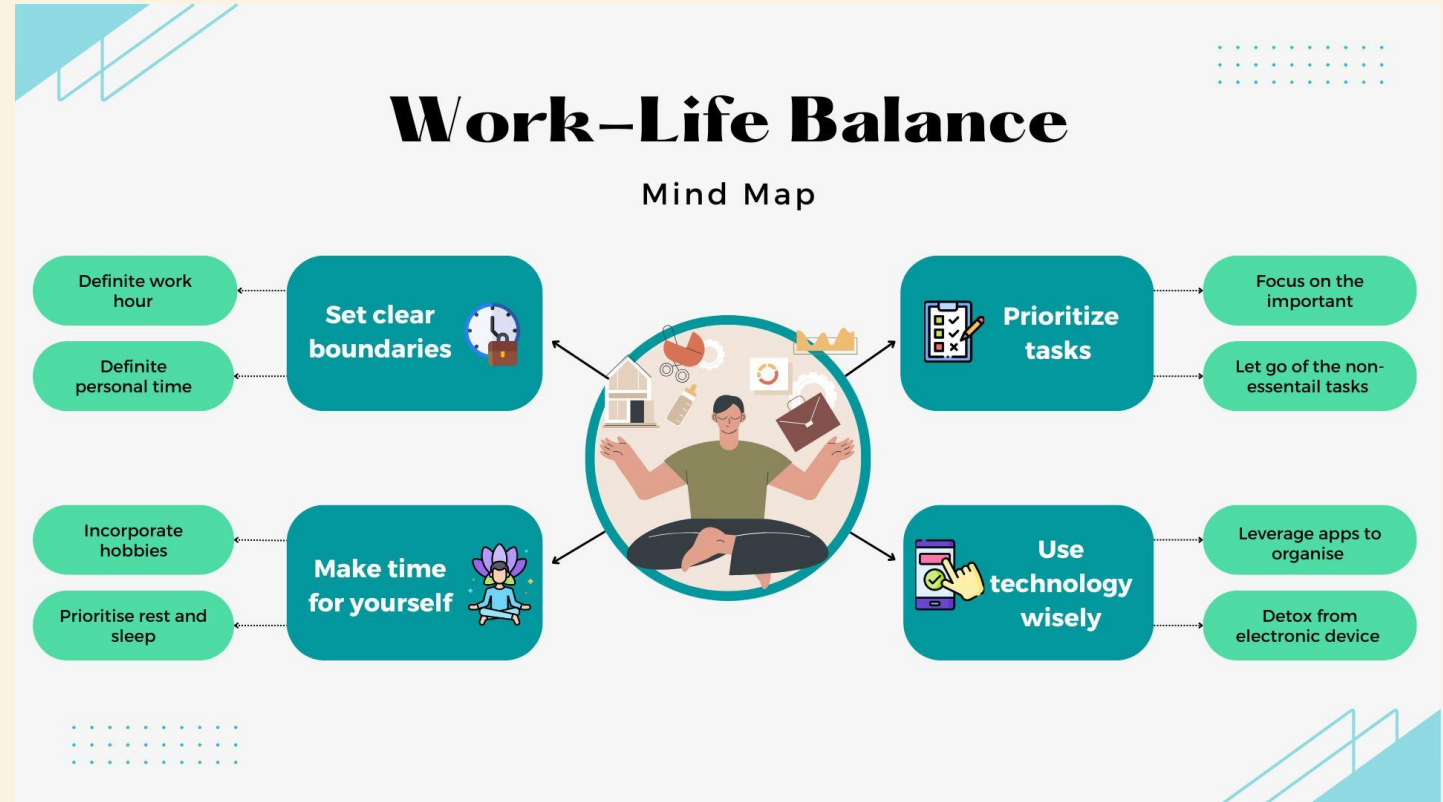 Work-Life Balance
Mind Map
Definite work
hour
Definite
personal time
Set clear
boundaries
Prioritize
tasks
Focus on the
important
Let go of the non-
essentail tasks
Incorporate
hobbies
Prioritise rest and
sleep
Make time
for yourself
Use
technology
wisely
Leverage apps to
organise
Detox from
electronic device